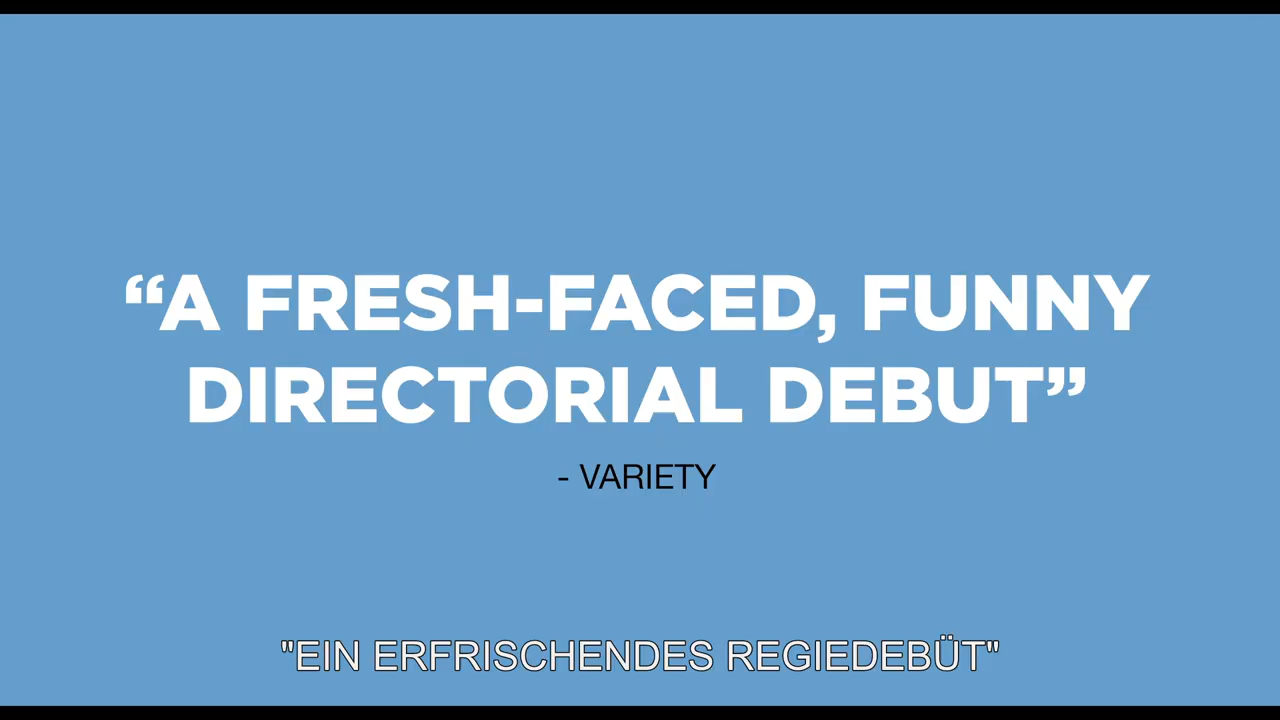 “A FRESH-FACED, FUNNY
DIRECTORIAL DEBUT”
- VARIETY
"EIN ERFRISCHENDES REGIEDEBÜT"